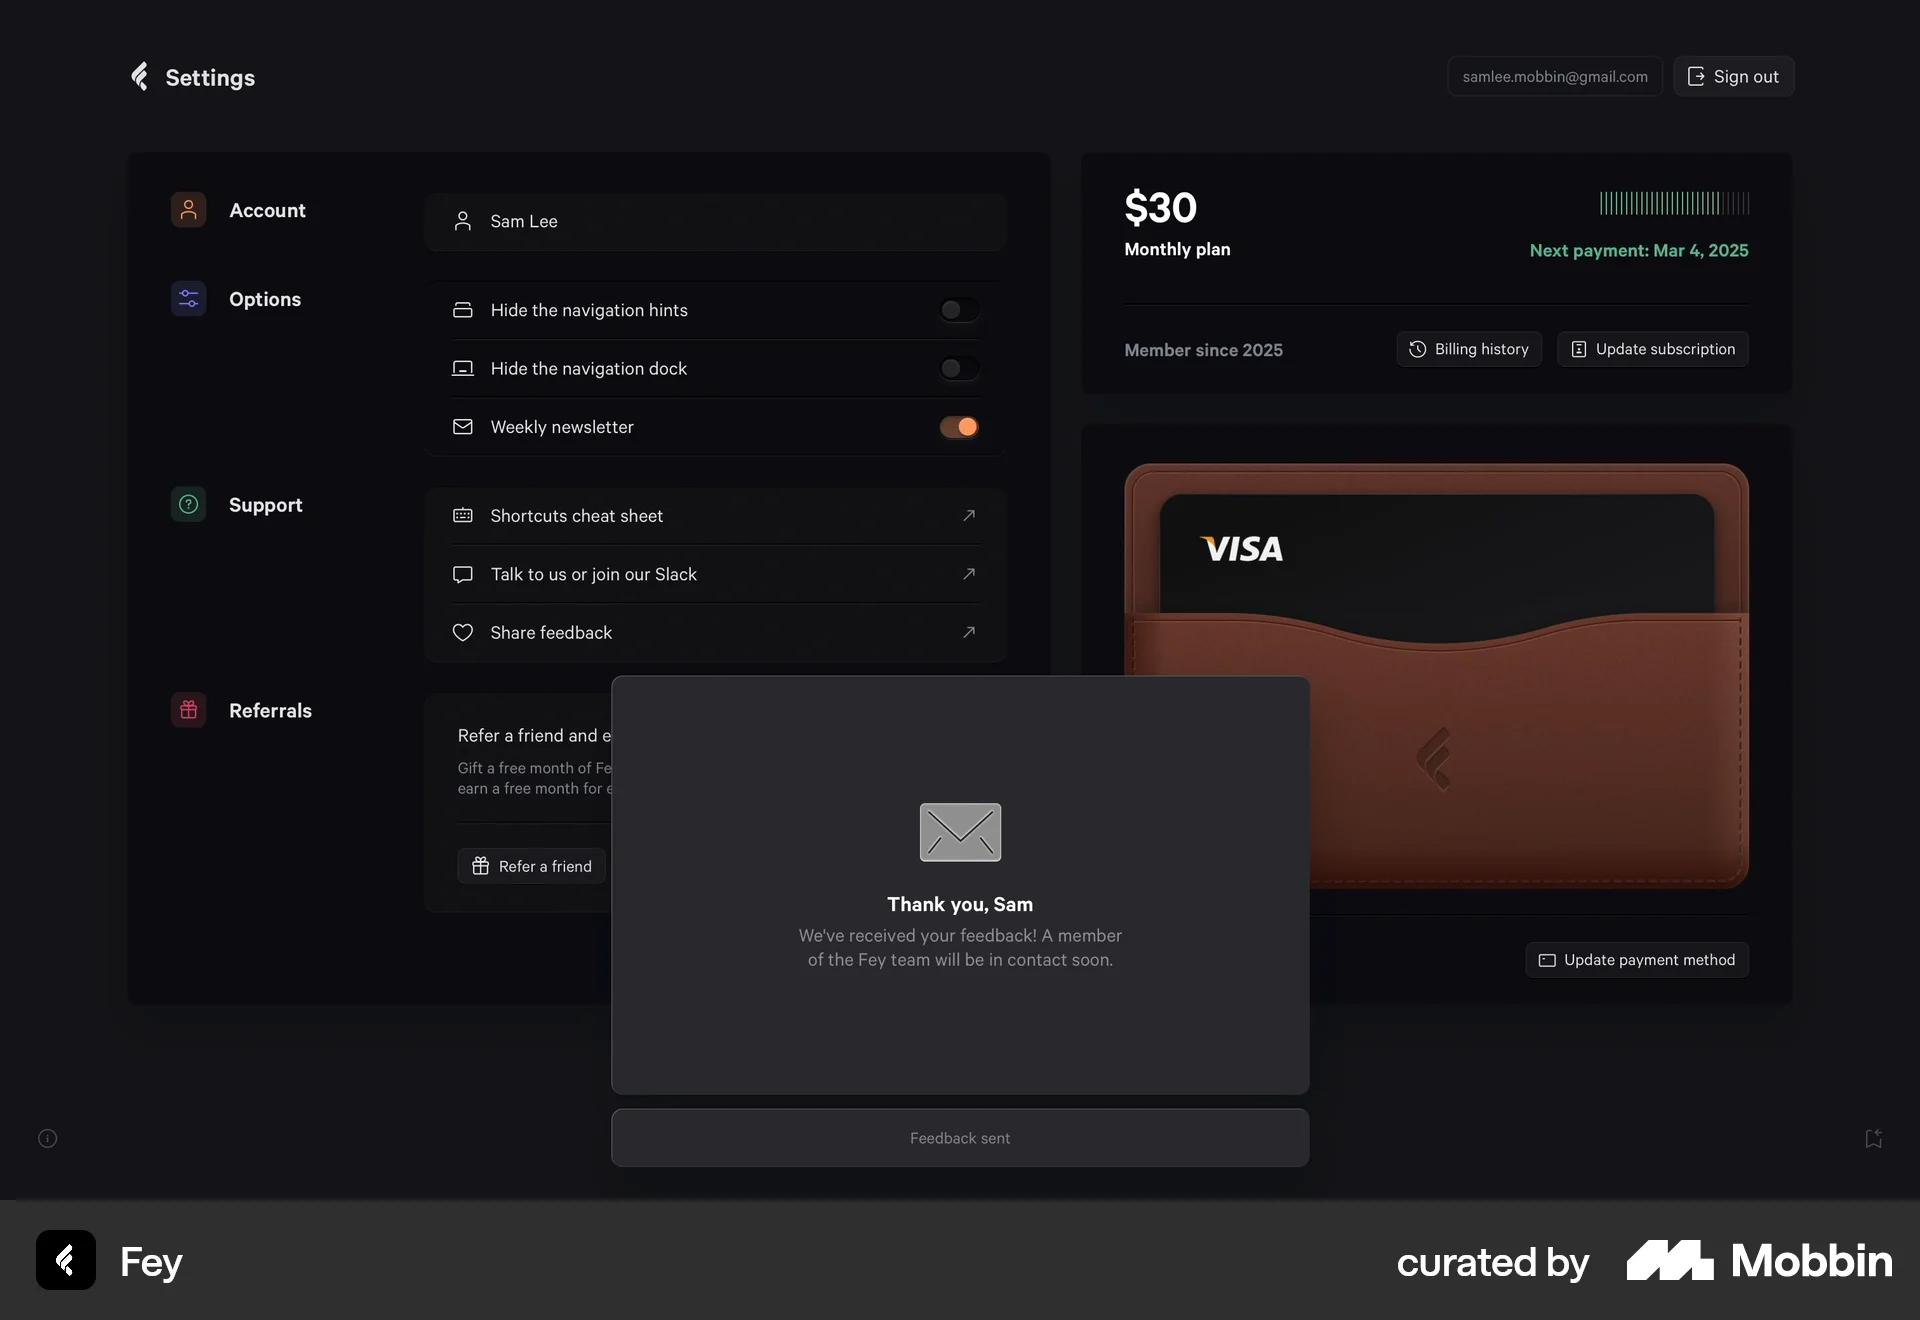 Settings
samlee.mobbin@gmail.com
Sign out
Account
Sam Lee
Options
Hide the navigation hints
Hide the navigation dock
Weekly newsletter
Support
Shortcuts cheat sheet
Talk to us or join our Slack
Share feedback
Referrals
Refer a friend and e
Gift a free month of Fe
earn a free month for e
Refer a friend
$30
Monthly plan
Next payment: Mar 4, 2025
Member since 2025
Billing history
Update subscription
VISA
Update payment method
Thank you, Sam
We've received your feedback! A member
of the Fey team will be in contact soon.
Feedback sent
Fey
curated by
Mobbin